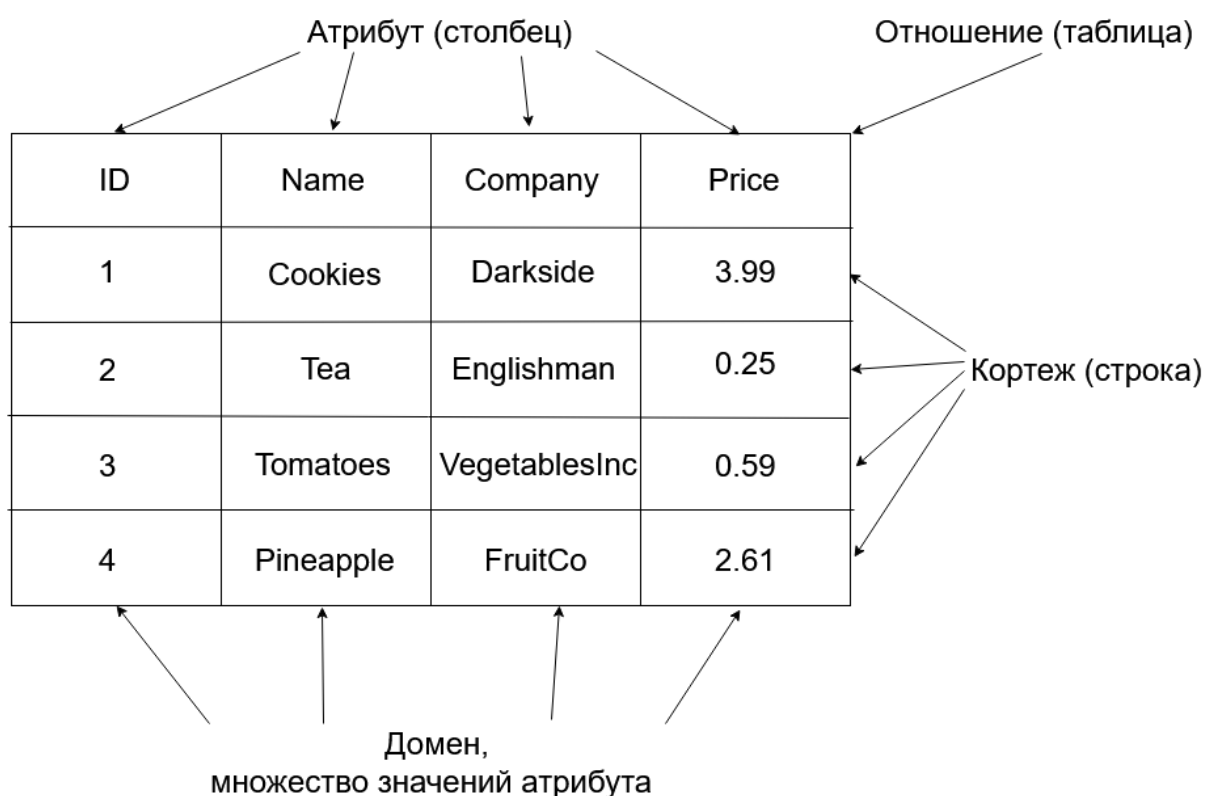 Атрибут (столбец)
Отношение (таблица)
ID Name Company Price
1 Cookies Darkside 3.99
2 Tea Englishman 0.25
Кортеж (строка)
3 Tomatoes VegetablesInc 0.59
4 Pineapple FruitCo 2.61
Домен,
множество значений атрибута